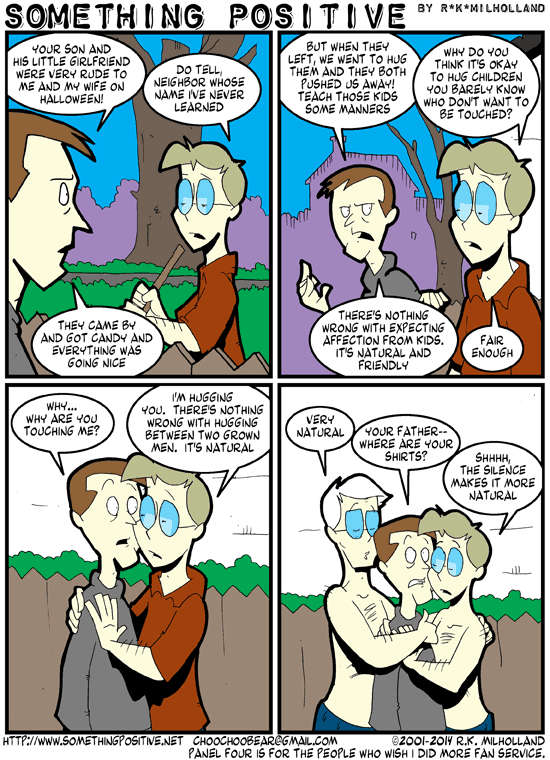 SOMETHING POSITIVE BY R*K*MILHOLLAND
YOUR SON AND
HIS LITTLE GIRLFRIEND
WERE VERY RUDE TO
ME AND MY WIFE ON
HALLOWEEN!
DO TELL,
NEIGHBOR WHOSE
NAME I'VE NEVER
LEARNED
THEY CAME BY
AND GOT CANDY AND
EVERYTHING WAS
GOING NICE
BUT WHEN THEY
LEFT, WE WENT TO HUG
THEM AND THEY BOTH
PUSHED US AWAY!
TEACH THOSE KIDS
SOME MANNERS
WHY DO YOU
THINK IT'S OKAY
TO HUG CHILDREN
YOU BARELY KNOW
WHO DON'T WANT TO
BE TOUCHED?
THERE'S NOTHING
WRONG WITH EXPECTING
AFFECTION FROM KIDS.
IT'S NATURAL AND
FRIENDLY
FAIR
ENOUGH
WHY...
WHY ARE YOU
TOUCHING ME?
I'M HUGGING
YOU. THERE'S NOTHING
WRONG WITH HUGGING
BETWEEN TWO GROWN
MEN. IT'S NATURAL
VERY
NATURAL
YOUR FATHER--
WHERE ARE YOUR
SHIRTS?
SHHHH,
THE SILENCE
MAKES IT MORE
NATURAL
HTTP://WWW.SOMETHINGPOSITIVE.NET CHOOCHOOBEAR@GMAIL.COM ©2001-2014 R.K. MILHOLLAND
PANEL FOUR IS FOR THE PEOPLE WHO WISH I DID MORE FAN SERVICE.